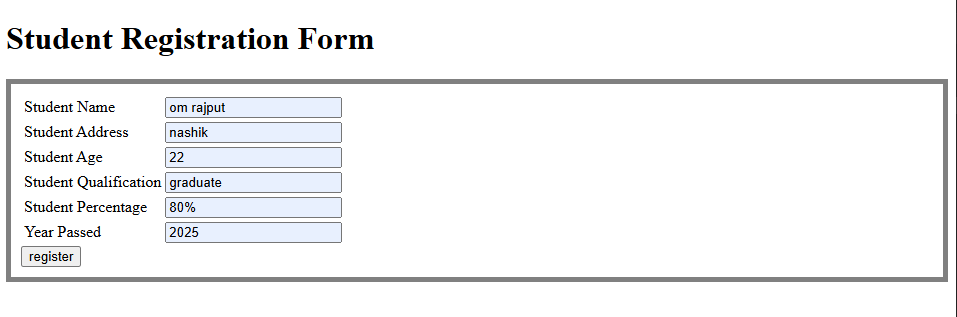 Student Registration Form
Student Name om rajput
Student Address nashik
Student Age 22
Student Qualification graduate
Student Percentage 80%
Year Passed 2025
register